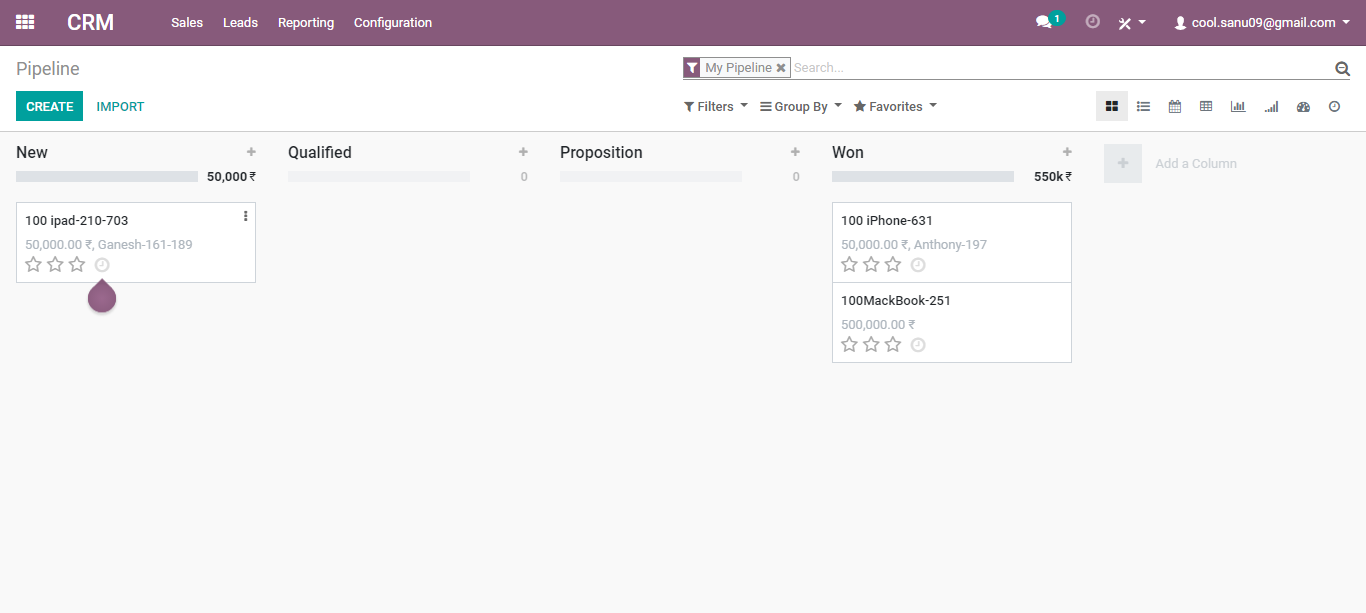 CRM Sales Leads Reporting Configuration 1 cool.sanu09@gmail.com
Pipeline My Pipeline Search...
CREATE IMPORT Filters Group By Favorites
New Qualified Proposition Won Add a Column
50,000 ₹ 0 0 550k ₹
100 ipad-210-703
50,000.00 ₹, Ganesh-161-189
100 iPhone-631
50,000.00 ₹, Anthony-197
100MackBook-251
500,000.00 ₹